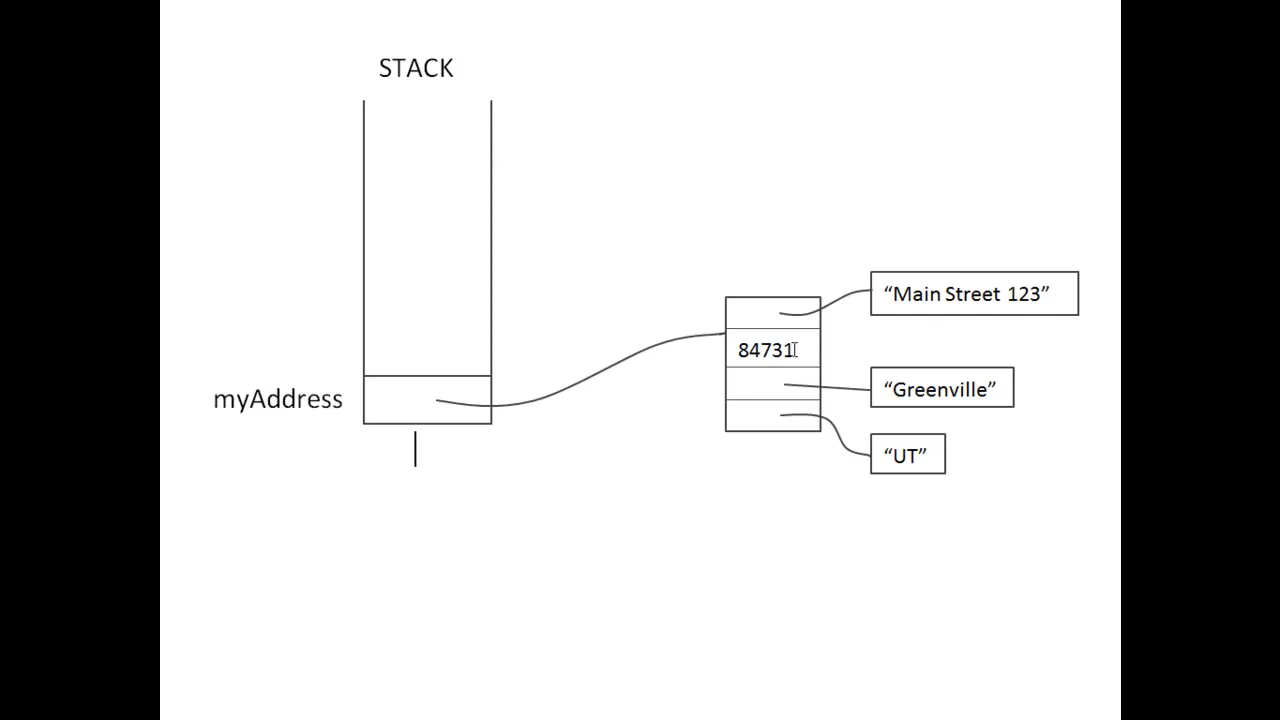 STACK
“Main Street 123”
84731
“Greenville”
myAddress
“UT”